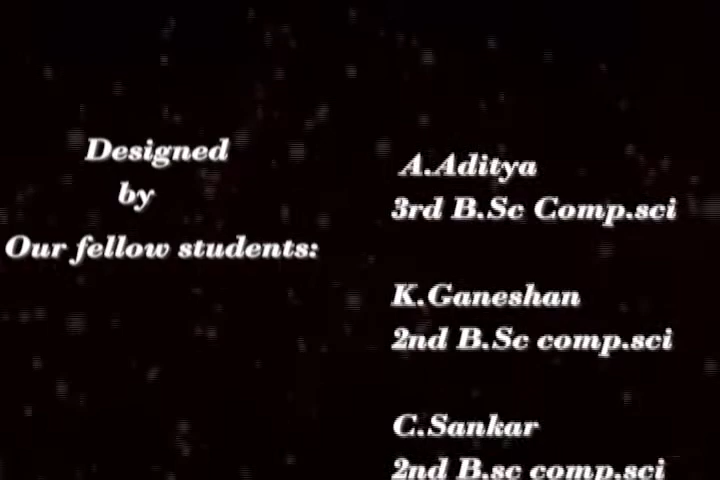 Designed
by
Our fellow students:
A.Aditya
3rd B.Sc Comp.sci
K.Ganeshan
2nd B.Sc comp.sci
C.Sankar
2nd B.sc comp.sci